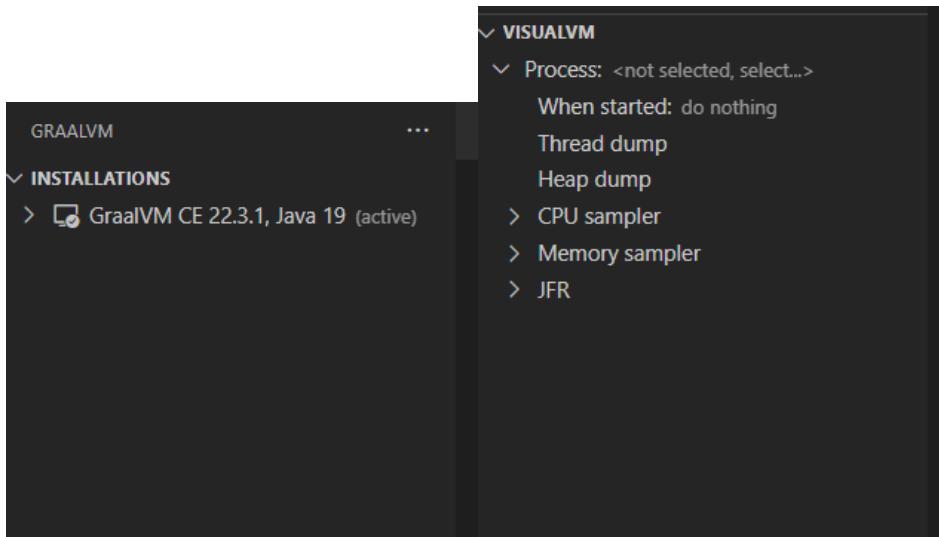 GRAALVM
INSTALLATIONS
GraalVM CE 22.3.1, Java 19 (active)
VISUALVM
Process: <not selected, select...>
When started: do nothing
Thread dump
Heap dump
CPU sampler
Memory sampler
JFR